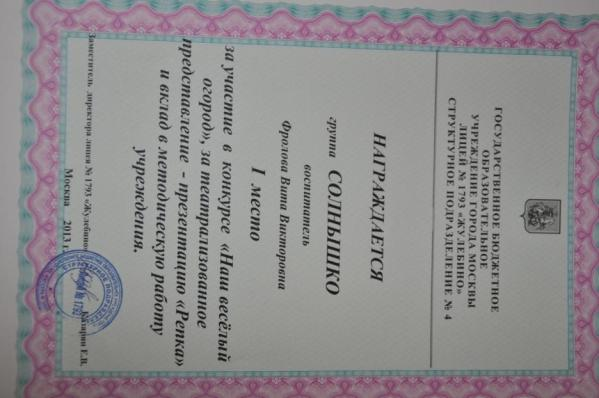 ГОСУДАРСТВЕННОЕ БЮДЖЕТНОЕ
ОБРАЗОВАТЕЛЬНОЕ
УЧРЕЖДЕНИЕ ГОРОДА МОСКВЫ
ЛИЦЕЙ № 1793 «ЖУЛЕБИНО»
СТРУКТУРНОЕ ПОДРАЗДЕЛЕНИЕ № 4
НАГРАЖДАЕТСЯ
группа СОЛНЫШКО
воспитатель
Фролова Вита Викторовна
I место
за участие в конкурсе «Наш весёлый
огород», за театрализованное
представление - презентацию «Репка»
и вклад в методическую работу
учреждения.
Заместитель директора лицея № 1793 «Жулебино» Казарян Е.В.
Москва 2013 г.